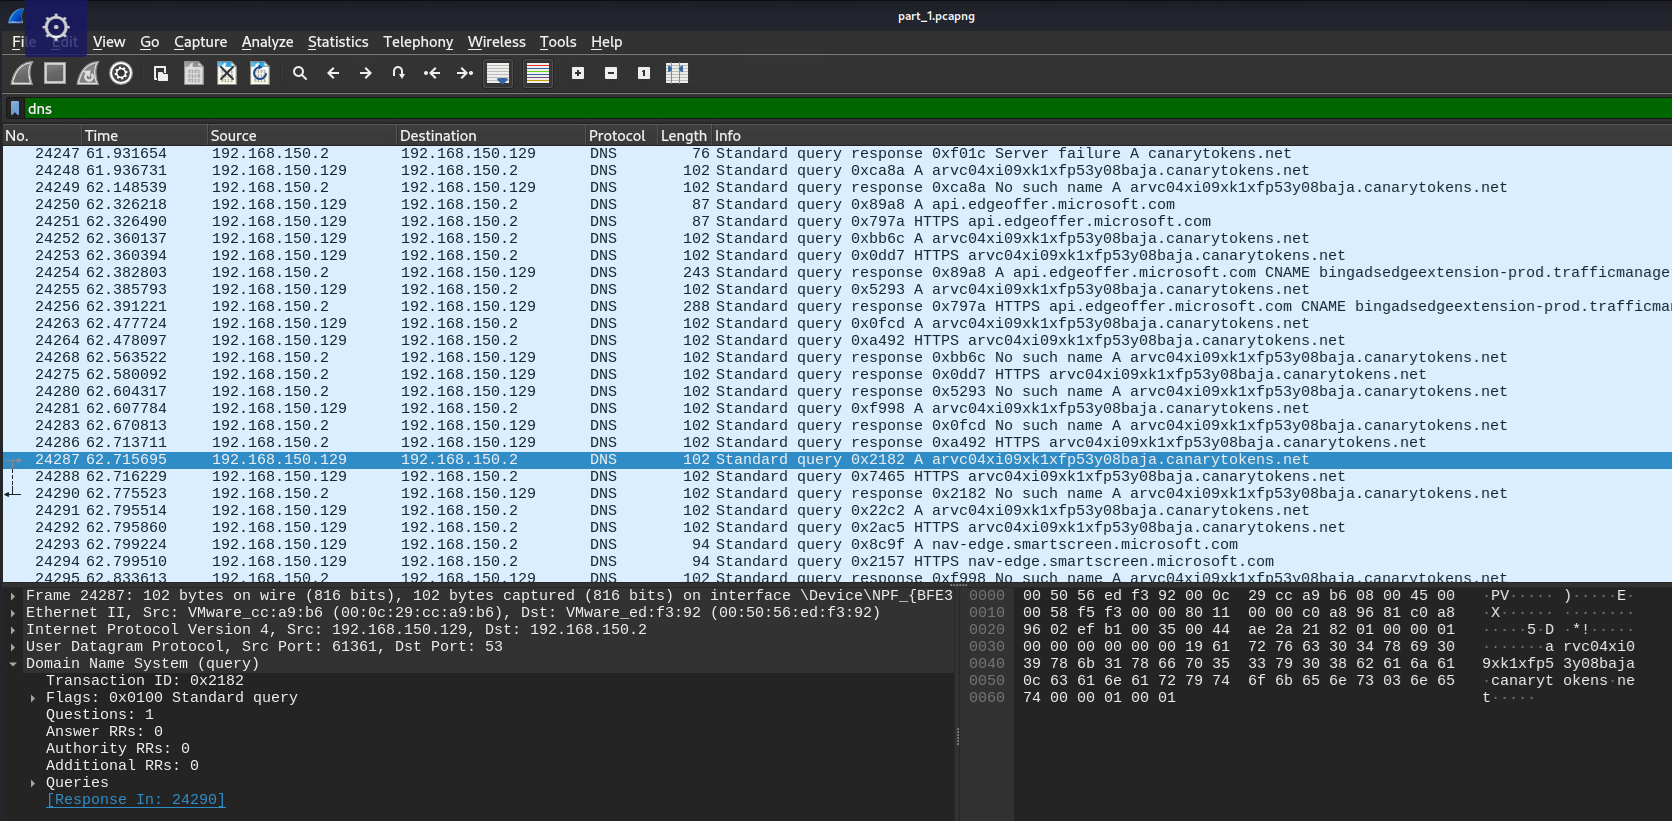 part_1.pcapng
File Edit View Go Capture Analyze Statistics Telephony Wireless Tools Help
dns
No. Time Source Destination Protocol Length Info
24247 61.931654 192.168.150.2 192.168.150.129 DNS 76 Standard query response 0xf01c Server failure A canarytokens.net
24248 61.936731 192.168.150.129 192.168.150.2 DNS 102 Standard query 0xca8a A arvc04xi09xk1xfp53y08baja.canarytokens.net
24249 62.148539 192.168.150.2 192.168.150.129 DNS 102 Standard query response 0xca8a No such name A arvc04xi09xk1xfp53y08baja.canarytokens.net
24250 62.326218 192.168.150.129 192.168.150.2 DNS 87 Standard query 0x89a8 A api.edgeoffer.microsoft.com
24251 62.326490 192.168.150.129 192.168.150.2 DNS 87 Standard query 0x797a HTTPS api.edgeoffer.microsoft.com
24252 62.360137 192.168.150.129 192.168.150.2 DNS 102 Standard query 0xbb6c A arvc04xi09xk1xfp53y08baja.canarytokens.net
24253 62.360394 192.168.150.129 192.168.150.2 DNS 102 Standard query 0x0dd7 HTTPS arvc04xi09xk1xfp53y08baja.canarytokens.net
24254 62.382803 192.168.150.2 192.168.150.129 DNS 243 Standard query response 0x89a8 A api.edgeoffer.microsoft.com CNAME bingadsedgeextension-prod.trafficmanage
24255 62.385793 192.168.150.129 192.168.150.2 DNS 102 Standard query 0x5293 A arvc04xi09xk1xfp53y08baja.canarytokens.net
24256 62.391221 192.168.150.2 192.168.150.129 DNS 288 Standard query response 0x797a HTTPS api.edgeoffer.microsoft.com CNAME bingadsedgeextension-prod.trafficma
24263 62.477724 192.168.150.129 192.168.150.2 DNS 102 Standard query 0x0fcd A arvc04xi09xk1xfp53y08baja.canarytokens.net
24264 62.478097 192.168.150.129 192.168.150.2 DNS 102 Standard query 0xa492 HTTPS arvc04xi09xk1xfp53y08baja.canarytokens.net
24268 62.563522 192.168.150.2 192.168.150.129 DNS 102 Standard query response 0xbb6c No such name A arvc04xi09xk1xfp53y08baja.canarytokens.net
24275 62.580092 192.168.150.2 192.168.150.129 DNS 102 Standard query response 0x0dd7 HTTPS arvc04xi09xk1xfp53y08baja.canarytokens.net
24280 62.604317 192.168.150.2 192.168.150.129 DNS 102 Standard query response 0x5293 No such name A arvc04xi09xk1xfp53y08baja.canarytokens.net
24281 62.607784 192.168.150.129 192.168.150.2 DNS 102 Standard query 0xf998 A arvc04xi09xk1xfp53y08baja.canarytokens.net
24283 62.670813 192.168.150.2 192.168.150.129 DNS 102 Standard query response 0x0fcd No such name A arvc04xi09xk1xfp53y08baja.canarytokens.net
24286 62.713711 192.168.150.2 192.168.150.129 DNS 102 Standard query response 0xa492 HTTPS arvc04xi09xk1xfp53y08baja.canarytokens.net
24287 62.715695 192.168.150.129 192.168.150.2 DNS 102 Standard query 0x2182 A arvc04xi09xk1xfp53y08baja.canarytokens.net
24288 62.716229 192.168.150.129 192.168.150.2 DNS 102 Standard query 0x7465 HTTPS arvc04xi09xk1xfp53y08baja.canarytokens.net
24290 62.775523 192.168.150.2 192.168.150.129 DNS 102 Standard query response 0x2182 No such name A arvc04xi09xk1xfp53y08baja.canarytokens.net
24291 62.795514 192.168.150.129 192.168.150.2 DNS 102 Standard query 0x22c2 A arvc04xi09xk1xfp53y08baja.canarytokens.net
24292 62.795860 192.168.150.129 192.168.150.2 DNS 102 Standard query 0x2ac5 HTTPS arvc04xi09xk1xfp53y08baja.canarytokens.net
24293 62.799224 192.168.150.129 192.168.150.2 DNS 94 Standard query 0x8c9f A nav-edge.smartscreen.microsoft.com
24294 62.799510 192.168.150.129 192.168.150.2 DNS 94 Standard query 0x2157 HTTPS nav-edge.smartscreen.microsoft.com
24295 62.833613 192.168.150.2 192.168.150.129 DNS 102 Standard query response 0xf998 No such name A arvc04xi09xk1xfp53y08baja.canarytokens.net
Frame 24287: 102 bytes on wire (816 bits), 102 bytes captured (816 bits) on interface \Device\NPF_{BFE3
Ethernet II, Src: VMware_cc:a9:b6 (00:0c:29:cc:a9:b6), Dst: VMware_ed:f3:92 (00:50:56:ed:f3:92)
Internet Protocol Version 4, Src: 192.168.150.129, Dst: 192.168.150.2
User Datagram Protocol, Src Port: 61361, Dst Port: 53
Domain Name System (query)
Transaction ID: 0x2182
Flags: 0x0100 Standard query
Questions: 1
Answer RRs: 0
Authority RRs: 0
Additional RRs: 0
Queries
[Response In: 24290]
0000 00 50 56 ed f3 92 00 0c 29 cc a9 b6 08 00 45 00 ·PV····· )·····E·
0010 00 58 f5 f3 00 00 80 11 00 00 c0 a8 96 81 c0 a8 ·X······ ········
0020 96 02 ef b1 00 35 00 44 ae 2a 21 82 01 00 00 01 ·····5·D ·*!·····
0030 00 00 00 00 00 00 19 61 72 76 63 30 34 78 69 30 ·······a rvc04xi0
0040 39 78 6b 31 78 66 70 35 33 79 30 38 62 61 6a 61 9xk1xfp5 3y08baja
0050 0c 63 61 6e 61 72 79 74 6f 6b 65 6e 73 03 6e 65 ·canaryt okens·ne
0060 74 00 00 01 00 01 t·····